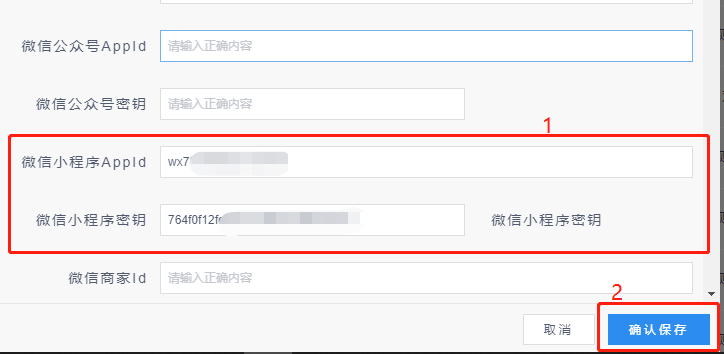 微信公众号AppId 请输入正确内容
微信公众号密钥 请输入正确内容
1
微信小程序AppId wx7
微信小程序密钥 764f0f12f 微信小程序密钥
微信商家Id 请输入正确内容
2
取消 确认保存